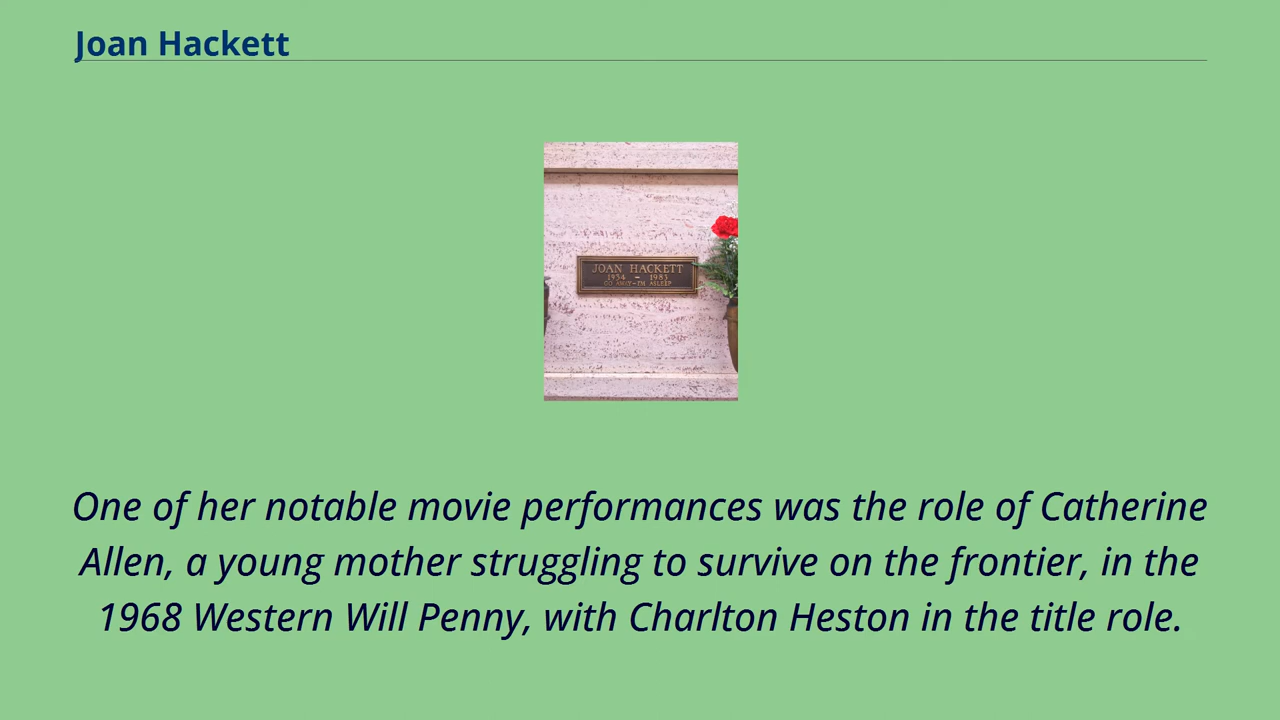 Joan Hackett
JOAN HACKETT
1934 – 1983
GO AWAY–I'M ASLEEP
One of her notable movie performances was the role of Catherine
Allen, a young mother struggling to survive on the frontier, in the
1968 Western Will Penny, with Charlton Heston in the title role.